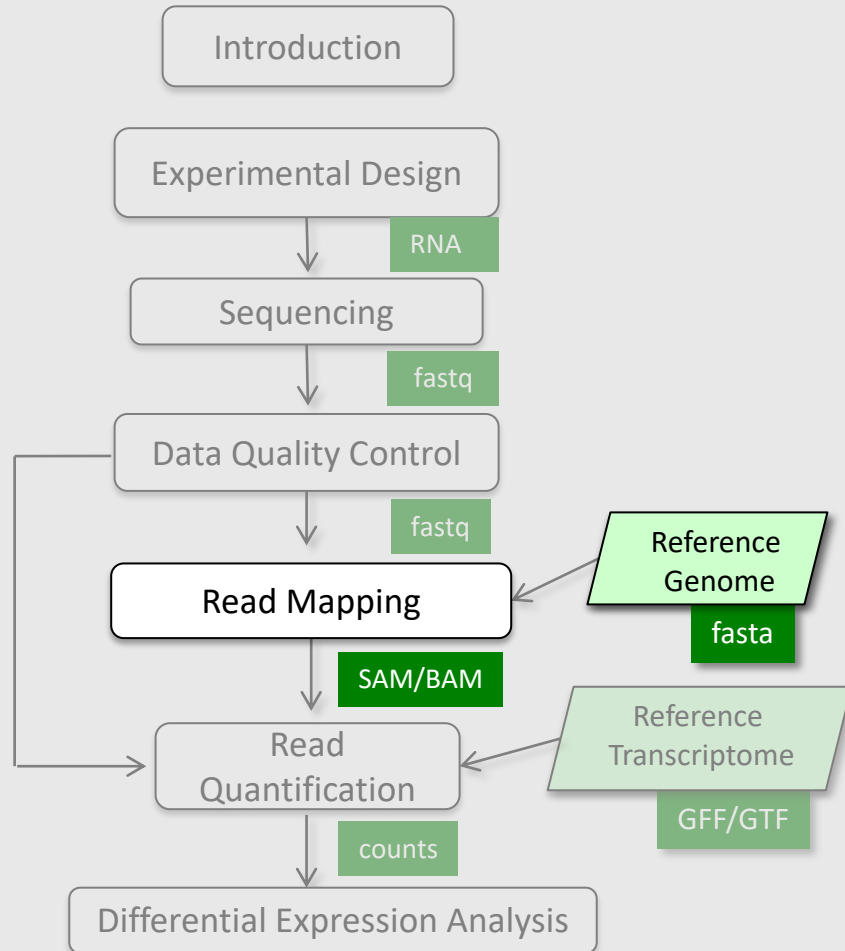 Introduction
Experimental Design
RNA
Sequencing
fastq
Data Quality Control
fastq
Reference
Genome
Read Mapping
fasta
SAM/BAM
Reference
Transcriptome
Read
Quantification
GFF/GTF
counts
Differential Expression Analysis